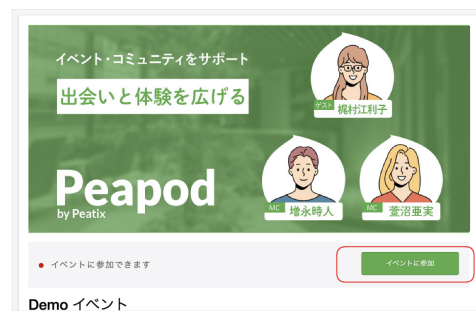 イベント・コミュニティをサポート
出会いと体験を広げる
ゲスト 梶村江利子
Peapod
by Peatix
MC 増永時人
MC 萱沼亜実
イベントに参加できます
イベントに参加
Demo イベント